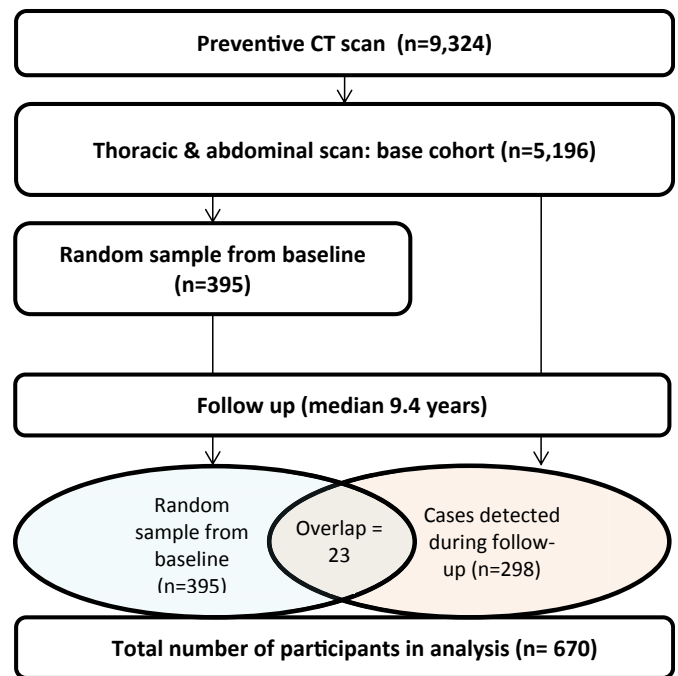 Preventive CT scan (n=9,324)
Thoracic & abdominal scan: base cohort (n=5,196)
Random sample from baseline
(n=395)
Follow up (median 9.4 years)
Random
sample from
baseline
(n=395)
Overlap =
23
Cases detected
during follow-
up (n=298)
Total number of participants in analysis (n= 670)